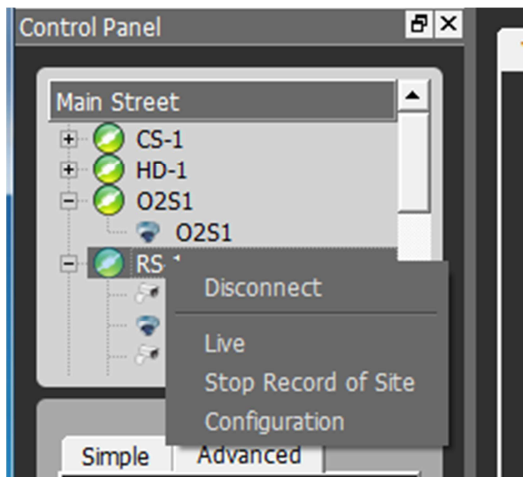 Control Panel
Main Street
CS-1
HD-1
O2S1
O2S1
Disconnect
Live
Stop Record of Site
Configuration
Simple Advanced